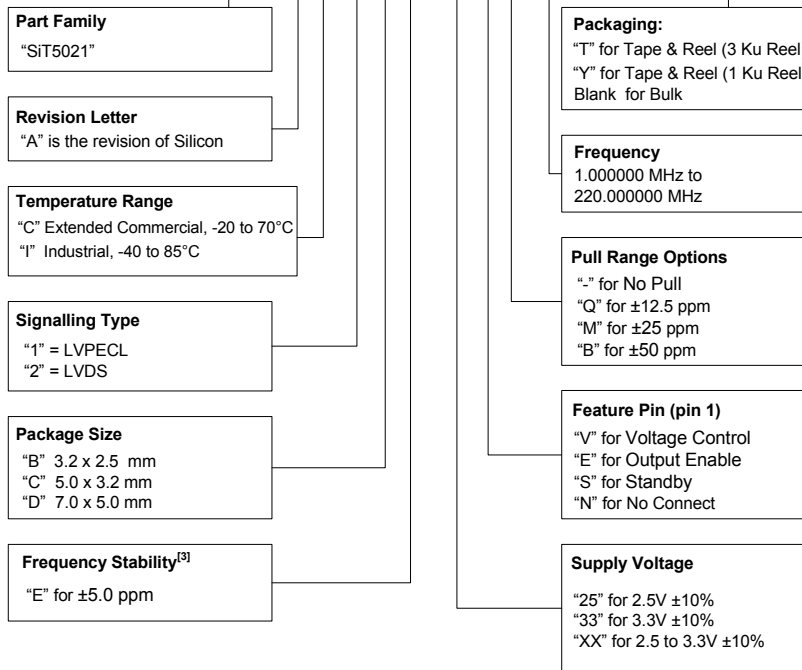 Part Family
“SiT5021”
Revision Letter
“A” is the revision of Silicon
Temperature Range
“C” Extended Commercial, -20 to 70°C
“I” Industrial, -40 to 85°C
Signalling Type
“1” = LVPECL
“2” = LVDS
Package Size
“B” 3.2 x 2.5 mm
“C” 5.0 x 3.2 mm
“D” 7.0 x 5.0 mm
Frequency Stability[3]
“E” for ±5.0 ppm
Packaging:
“T” for Tape & Reel (3 Ku Reel
“Y” for Tape & Reel (1 Ku Reel
Blank for Bulk
Frequency
1.000000 MHz to
220.000000 MHz
Pull Range Options
“-” for No Pull
“Q” for ±12.5 ppm
“M” for ±25 ppm
“B” for ±50 ppm
Feature Pin (pin 1)
“V” for Voltage Control
“E” for Output Enable
“S” for Standby
“N” for No Connect
Supply Voltage
“25” for 2.5V ±10%
“33” for 3.3V ±10%
“XX” for 2.5 to 3.3V ±10%